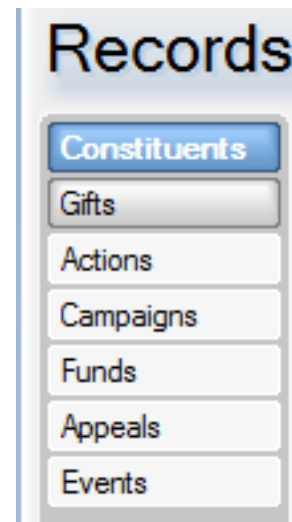 Records
Constituents
Gifts
Actions
Campaigns
Funds
Appeals
Events